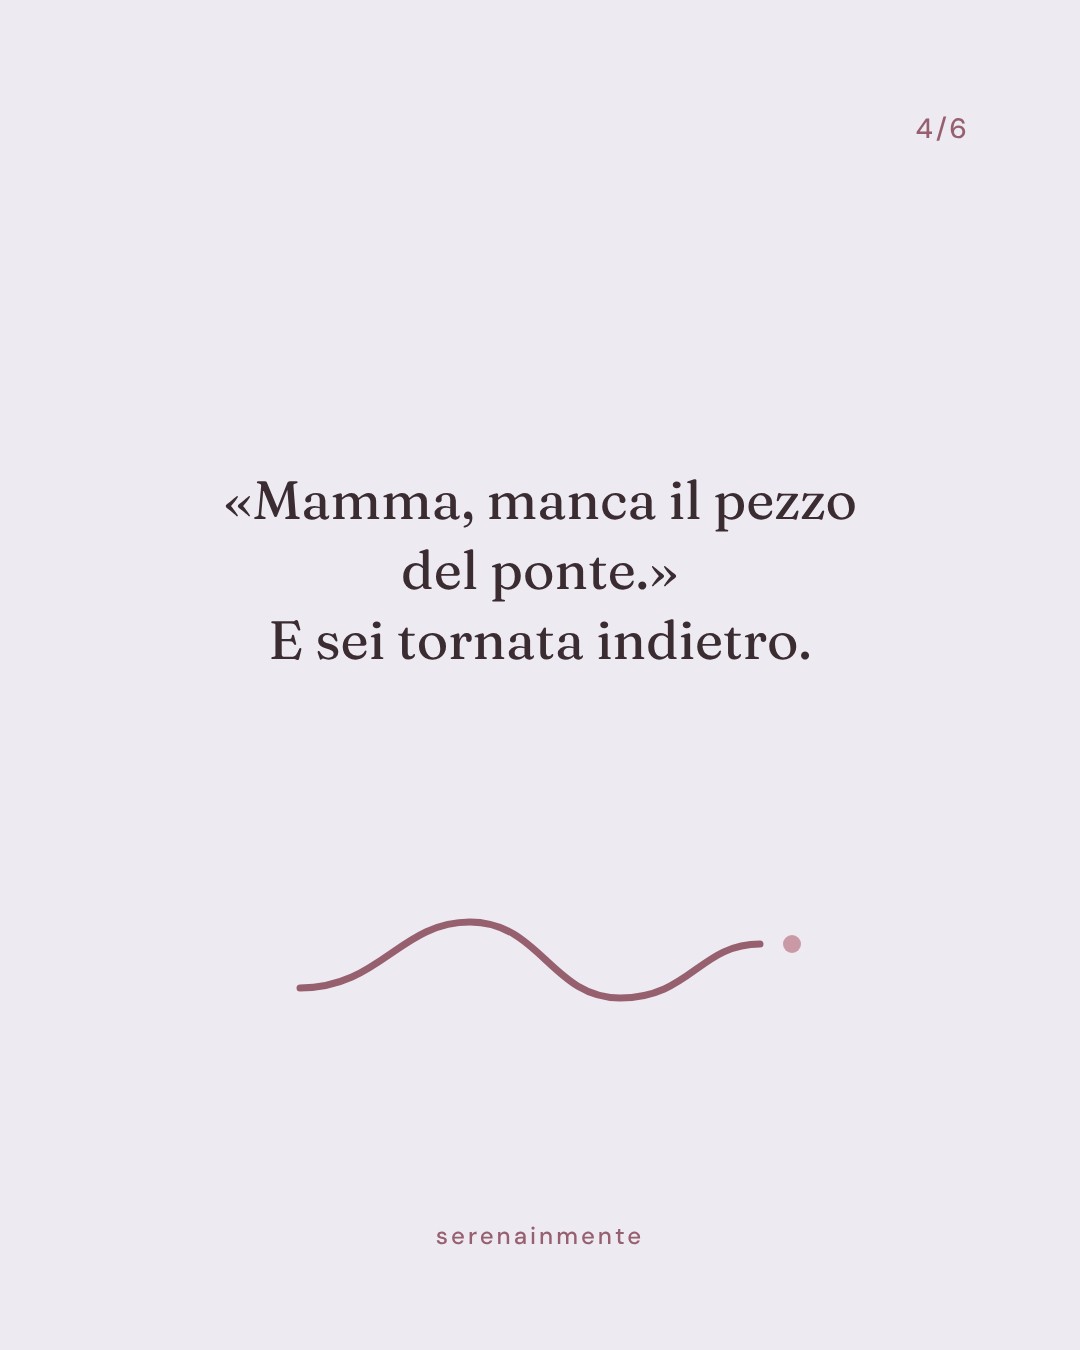 4/6
«Mamma, manca il pezzo
del ponte.»
E sei tornata indietro.
serenainmente